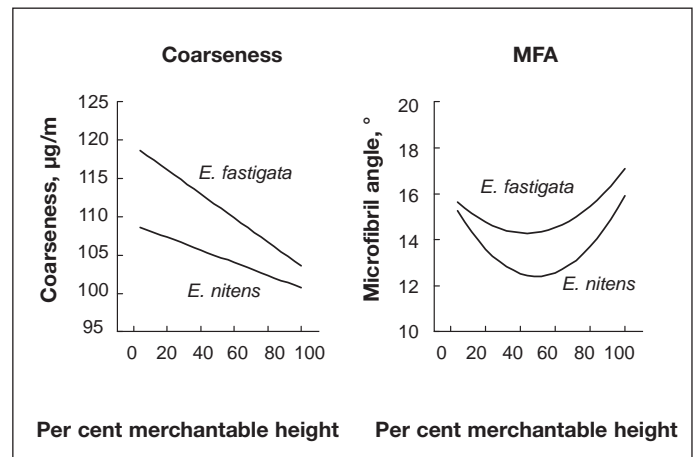 Coarseness
Coarseness, µg/m
125
120
115
110
105
100
95
E. fastigata
E. nitens
0 20 40 60 80 100
Per cent merchantable height
MFA
Microfibril angle, °
20
18
16
14
12
10
E. fastigata
E. nitens
0 20 40 60 80 100
Per cent merchantable height